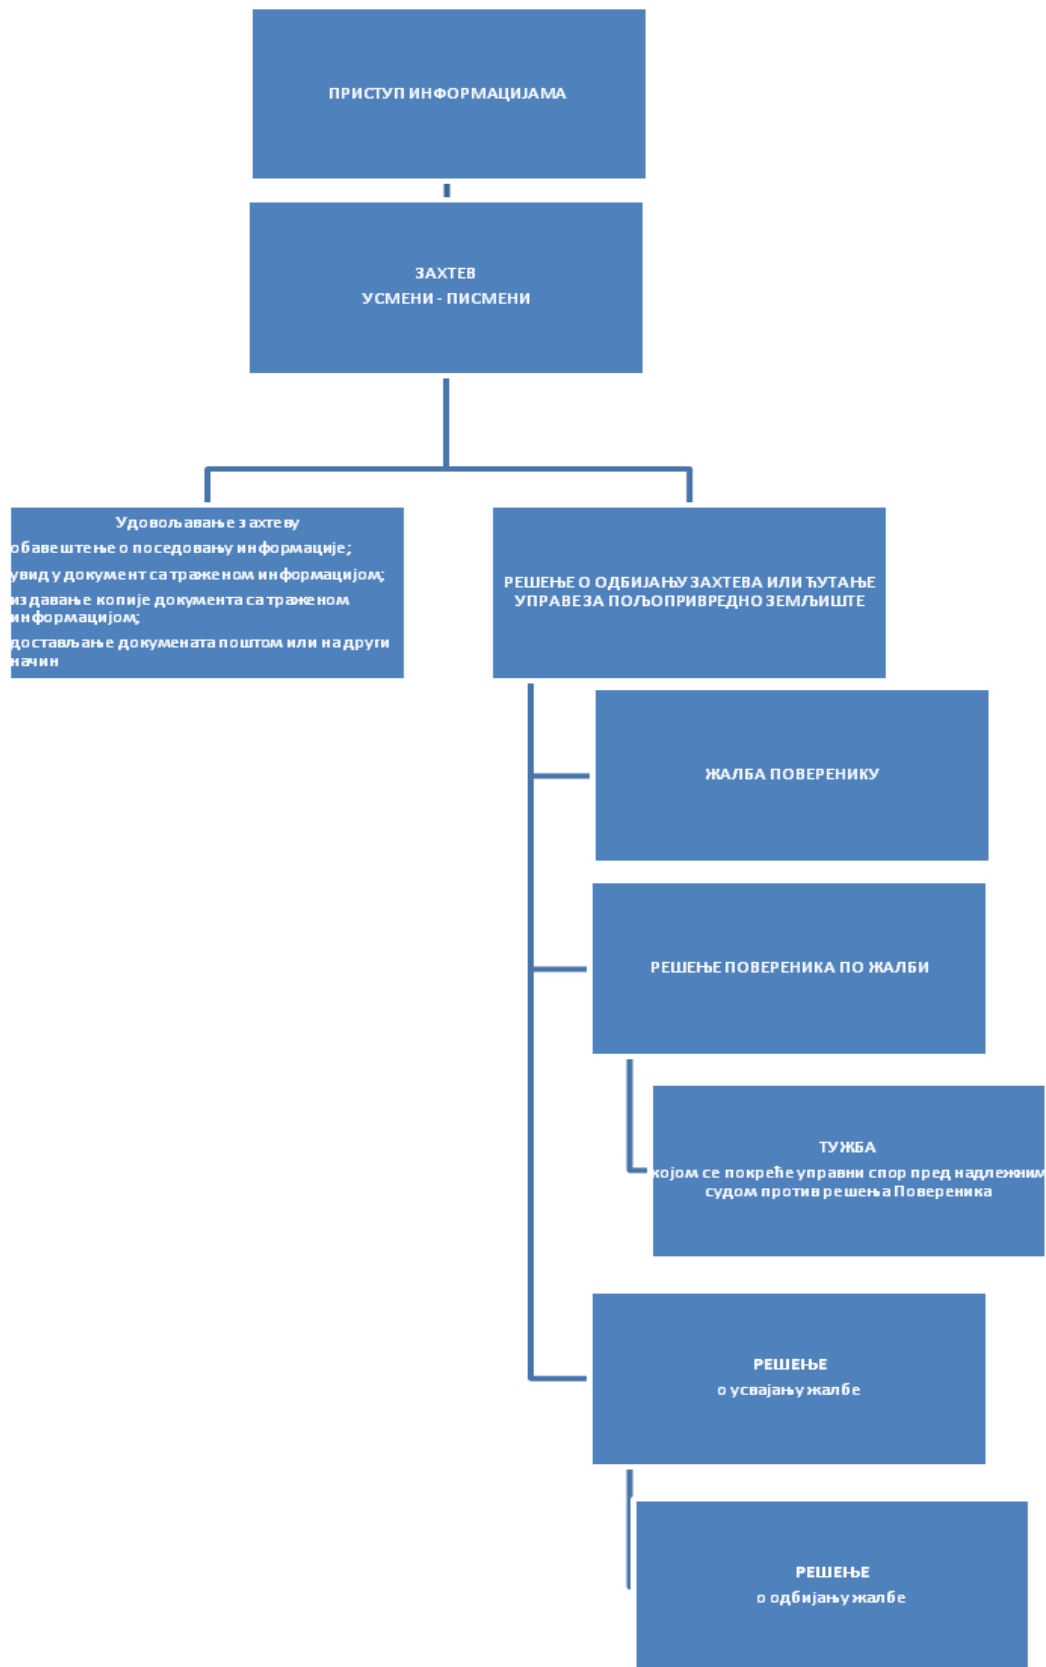 ПРИСТУП ИНФОРМАЦИЈАМА
ЗАХТЕВ
УСМЕНИ - ПИСМЕНИ
Удовољавање захтеву
обавештење о поседовању информације;
увид у документ са траженом информацијом;
издавање копије документа са траженом
информацијом;
достављање докумената поштом или на други
начин
РЕШЕЊЕ О ОДБИЈАЊУ ЗАХТЕВА ИЛИ ЋУТАЊЕ
УПРАВЕ ЗА ПОЉОПРИВРЕДНО ЗЕМЉИШТЕ
ЖАЛБА ПОВЕРЕНИКУ
РЕШЕЊЕ ПОВЕРЕНИКА ПО ЖАЛБИ
ТУЖБА
којом се покреће управни спор пред надлежним
судом против решења Повереника
РЕШЕЊЕ
о усвајању жалбе
РЕШЕЊЕ
о одбијању жалбе